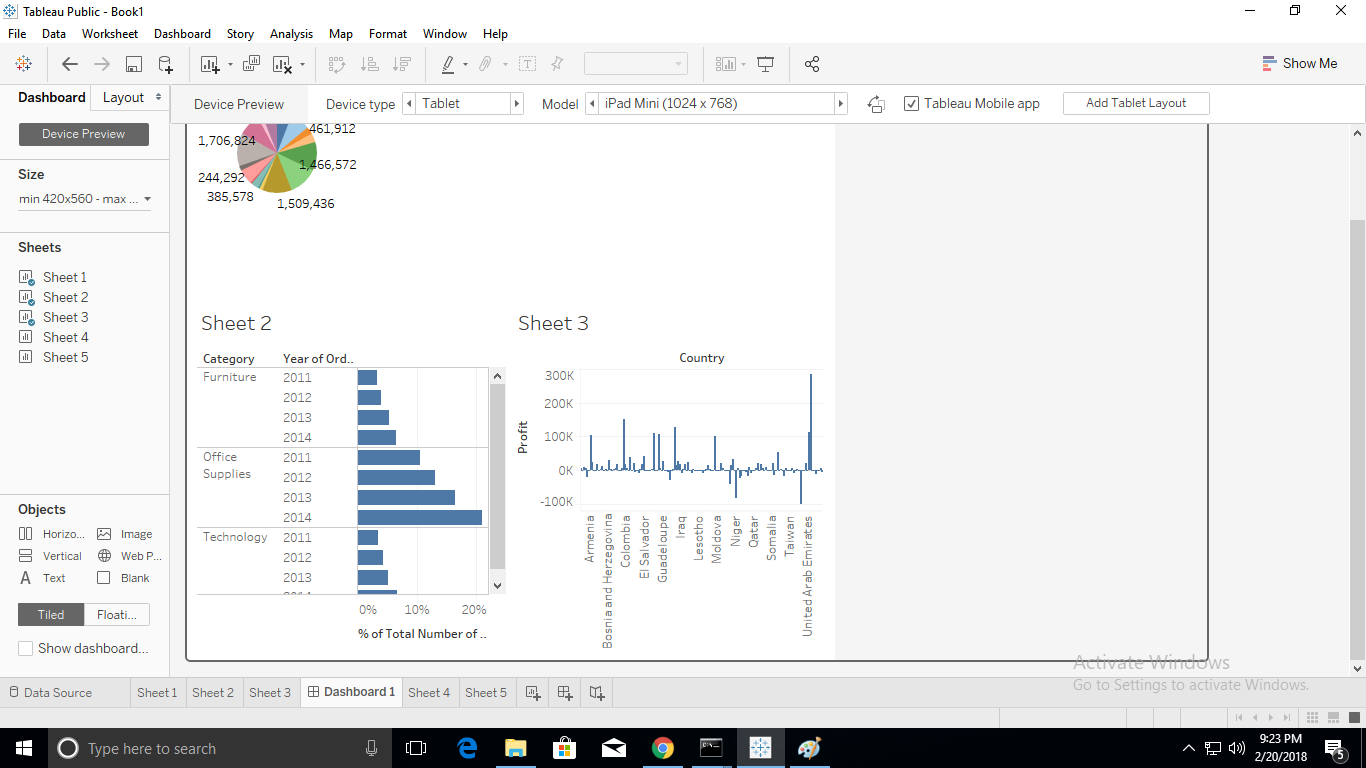 Tableau Public - Book1
File Data Worksheet Dashboard Story Analysis Map Format Window Help
Show Me
Dashboard Layout
Device Preview Device type Tablet Model iPad Mini (1024 x 768) Tableau Mobile app Add Tablet Layout
Device Preview
Size
min 420x560 - max ...
Sheets
Sheet 1
Sheet 2
Sheet 3
Sheet 4
Sheet 5
Objects
Horizo... Image
Vertical Web P...
A Text Blank
Tiled Floati...
Show dashboard...
461,912
1,706,824
1,466,572
244,292
385,578
1,509,436
Sheet 2
Category Year of Ord..
Furniture 2011
2012
2013
2014
Office Supplies 2011
2012
2013
2014
Technology 2011
2012
2013
2014
0% 10% 20%
% of Total Number of ..
Sheet 3
Country
Profit
300K
200K
100K
0K
-100K
Armenia
Bosnia and Herzegovina
Colombia
El Salvador
Guadeloupe
Iraq
Lesotho
Moldova
Niger
Qatar
Somalia
Taiwan
United Arab Emirates
Activate Windows
Go to Settings to activate Windows.
Data Source Sheet 1 Sheet 2 Sheet 3 Dashboard 1 Sheet 4 Sheet 5
Type here to search
9:23 PM
2/20/2018
5